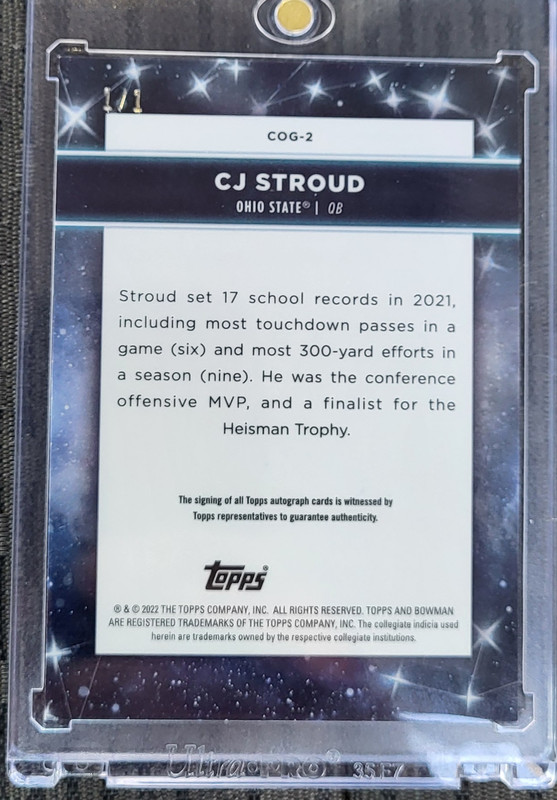 1/1
COG-2
CJ STROUD
OHIO STATE® | QB
Stroud set 17 school records in 2021,
including most touchdown passes in a
game (six) and most 300-yard efforts in
a season (nine). He was the conference
offensive MVP, and a finalist for the
Heisman Trophy.
The signing of all Topps autograph cards is witnessed by
Topps representatives to guarantee authenticity.
Topps®
® & © 2022 THE TOPPS COMPANY, INC. ALL RIGHTS RESERVED. TOPPS AND BOWMAN
ARE REGISTERED TRADEMARKS OF THE TOPPS COMPANY, INC. The collegiate indicia used
herein are trademarks owned by the respective collegiate institutions.
Ultra PRO® 35PT